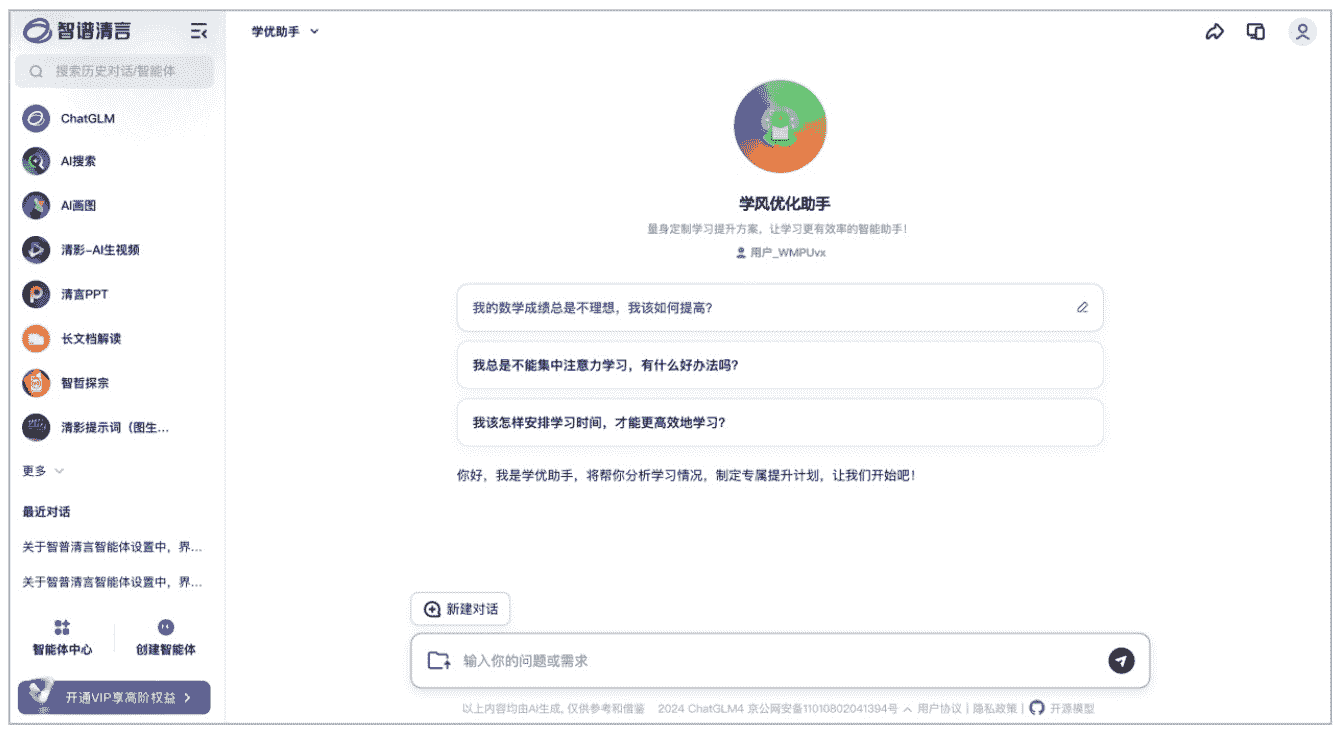 智谱清言
搜索历史对话/智能体
ChatGLM
AI搜索
AI画图
清影-AI生视频
清言PPT
长文档解读
智哲探宗
清影提示词（图生...
更多
最近对话
关于智普清言智能体设置中，界...
关于智普清言智能体设置中，界...
智能体中心
创建智能体
开通VIP享高阶权益
学优助手
学风优化助手
量身定制学习提升方案，让学习更有效率的智能助手！
用户_WMPUvx
我的数学成绩总是不理想，我该如何提高？
我总是不能集中注意力学习，有什么好办法吗？
我该怎样安排学习时间，才能更高效地学习？
你好，我是学优助手，将帮你分析学习情况，制定专属提升计划，让我们开始吧！
新建对话
输入你的问题或需求
以上内容均由AI生成, 仅供参考和借鉴 2024 ChatGLM4 京公网安备11010802041394号 用户协议 | 隐私政策 | 开源模型